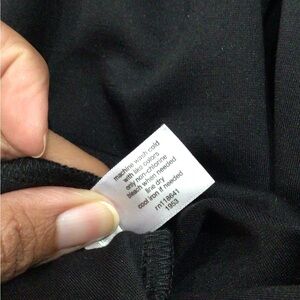 machine wash cold
with like colors
only non-chlorine
bleach when needed
line dry
cool iron if needed
rn118641
1953